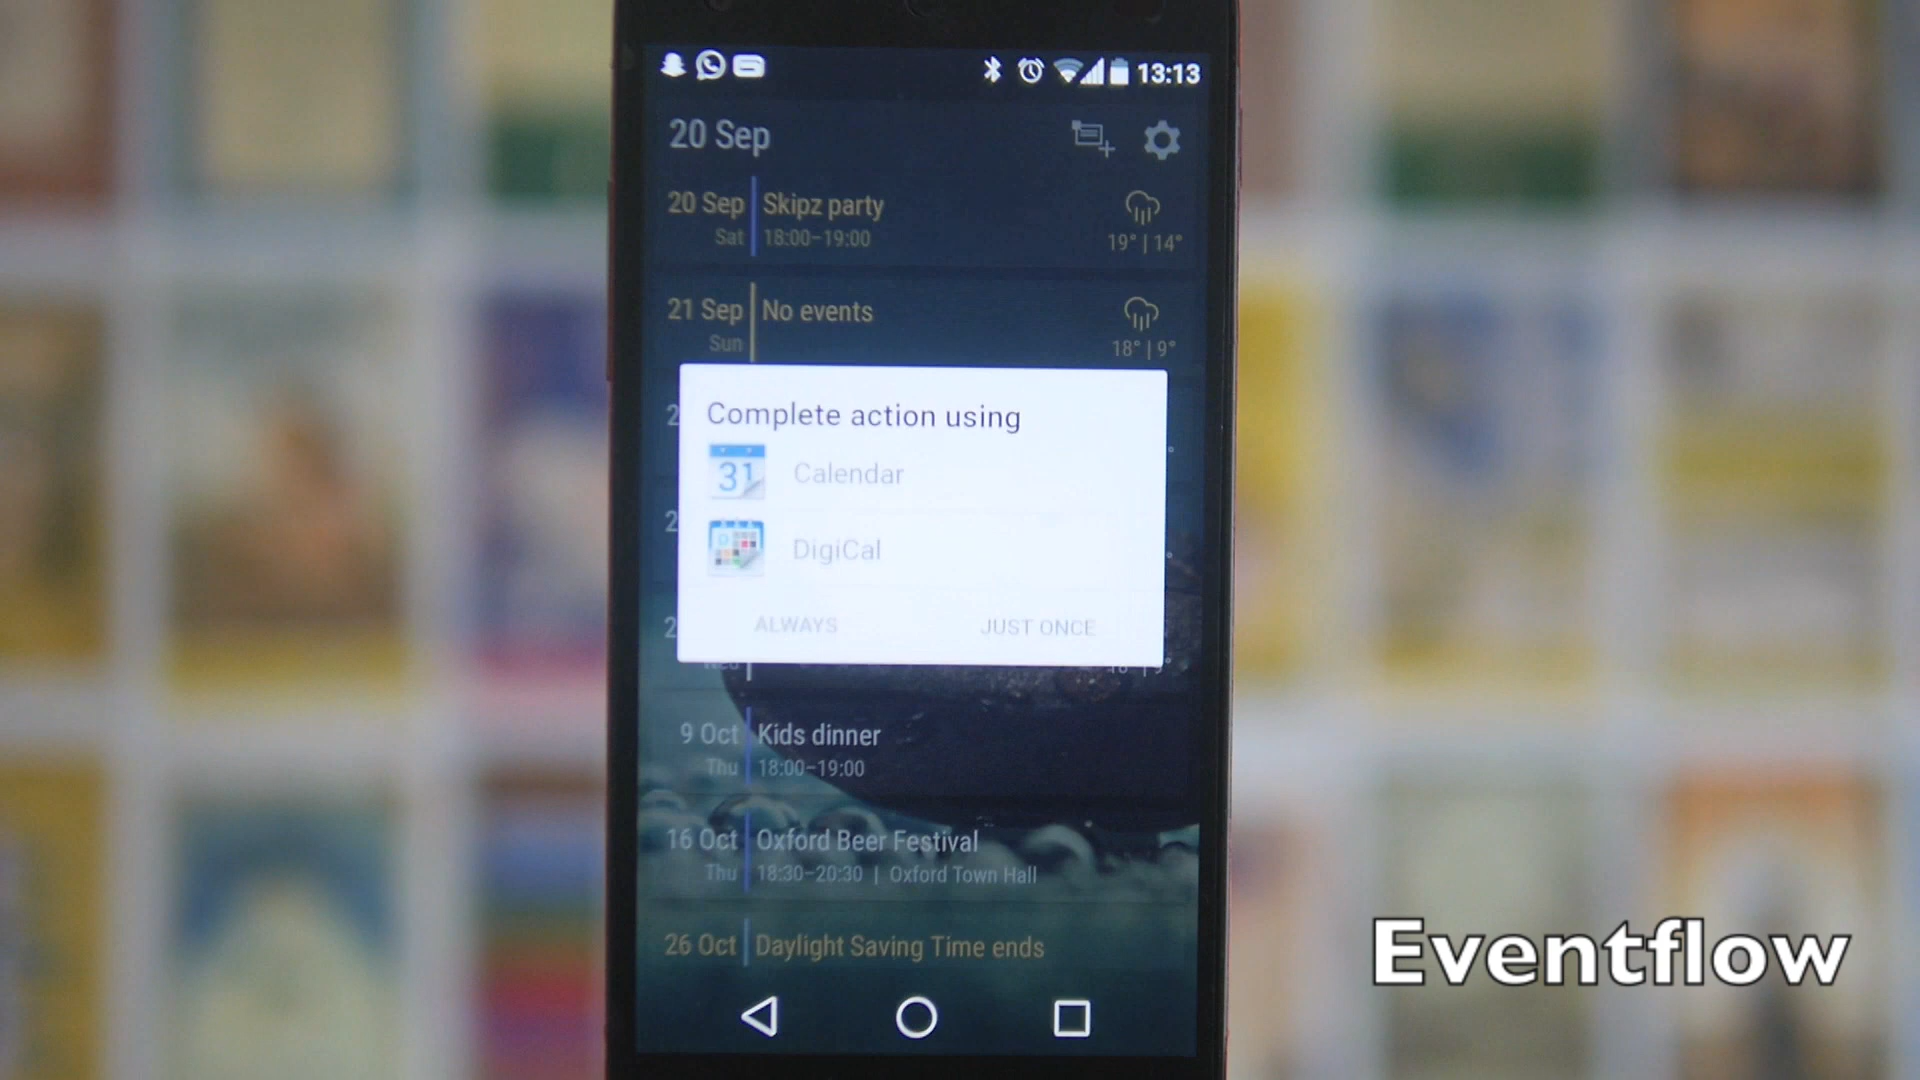 13:13
20 Sep
20 Sep Skipz party
Sat 18:00–19:00 19° | 14°
21 Sep No events
Sun 18° | 9°
Complete action using
31 Calendar
DigiCal
ALWAYS JUST ONCE
9 Oct Kids dinner
Thu 18:00–19:00
16 Oct Oxford Beer Festival
Thu 18:30–20:30 | Oxford Town Hall
26 Oct Daylight Saving Time ends
Eventflow